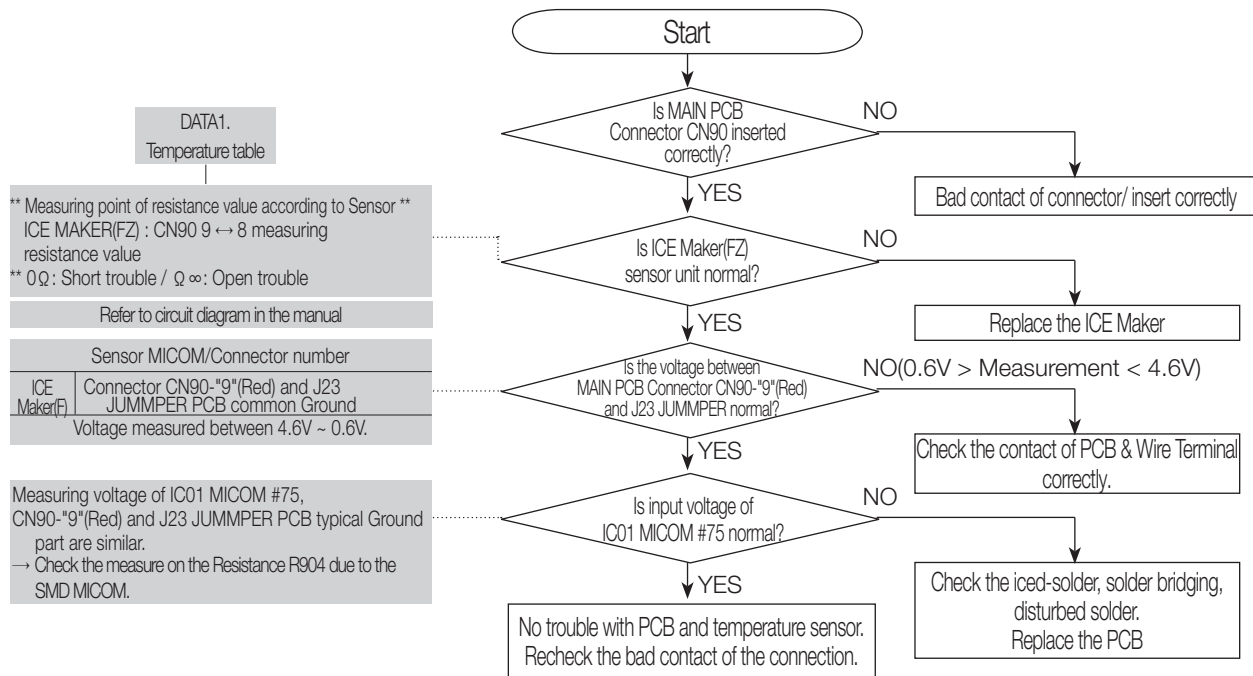 Start
Is MAIN PCB
Connector CN90 inserted
correctly?
NO
Bad contact of connector/ insert correctly
YES
DATA1.
Temperature table
** Measuring point of resistance value according to Sensor **
ICE MAKER(FZ) : CN90 9 ↔ 8 measuring
resistance value
** 0Ω : Short trouble / Ω ∞: Open trouble
Refer to circuit diagram in the manual
Is ICE Maker(FZ)
sensor unit normal?
NO
Replace the ICE Maker
YES
Sensor MICOM/Connector number
ICE
Maker(F)
Connector CN90-"9"(Red) and J23
JUMMPER PCB common Ground
Voltage measured between 4.6V ~ 0.6V.
Is the voltage between
MAIN PCB Connector CN90-"9"(Red)
and J23 JUMMPER normal?
NO(0.6V > Measurement < 4.6V)
Check the contact of PCB & Wire Terminal
correctly.
YES
Measuring voltage of IC01 MICOM #75,
CN90-"9"(Red) and J23 JUMMPER PCB typical Ground
part are similar.
→ Check the measure on the Resistance R904 due to the
SMD MICOM.
Is input voltage of
IC01 MICOM #75 normal?
NO
Check the iced-solder, solder bridging,
disturbed solder.
Replace the PCB
YES
No trouble with PCB and temperature sensor.
Recheck the bad contact of the connection.